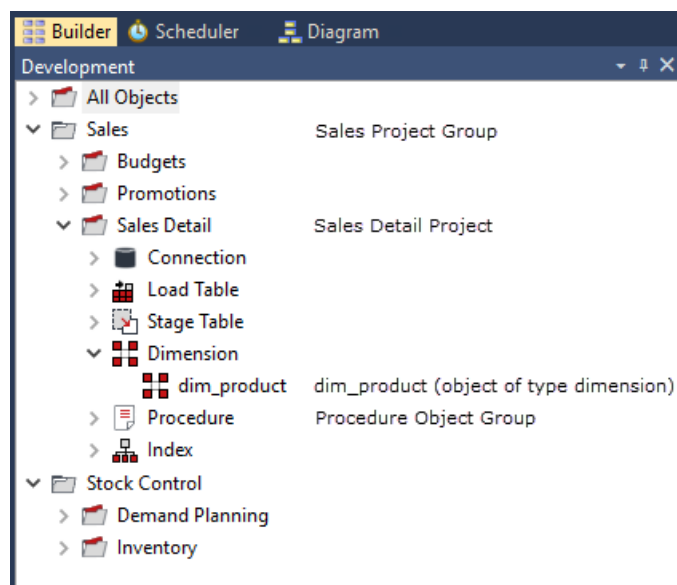 Builder Scheduler Diagram
Development
All Objects
Sales Sales Project Group
Budgets
Promotions
Sales Detail Sales Detail Project
Connection
Load Table
Stage Table
Dimension
dim_product dim_product (object of type dimension)
Procedure Procedure Object Group
Index
Stock Control
Demand Planning
Inventory